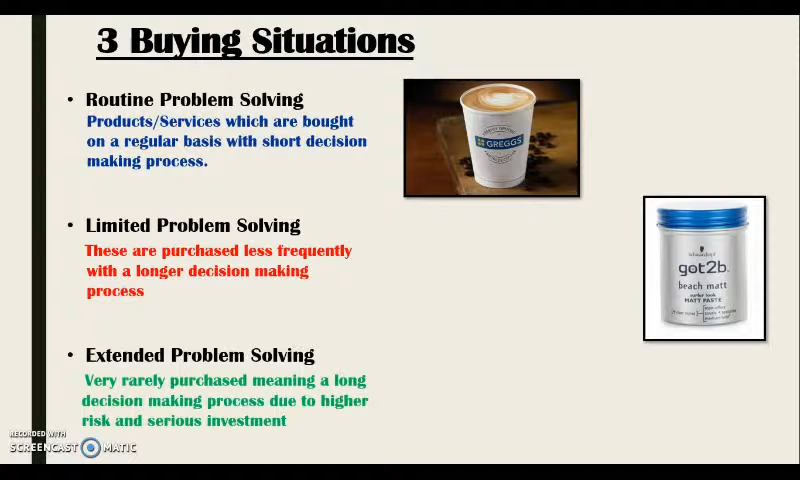 3 Buying Situations
• Routine Problem Solving
Products/Services which are bought
on a regular basis with short decision
making process.
GREGGS
• Limited Problem Solving
These are purchased less frequently
with a longer decision making
process
Schwarzkopf
got2b.
beach matt
surfer look
MATT PASTE
• Extended Problem Solving
Very rarely purchased meaning a long
decision making process due to higher
risk and serious investment
RECORDED WITH
SCREENCAST MATIC